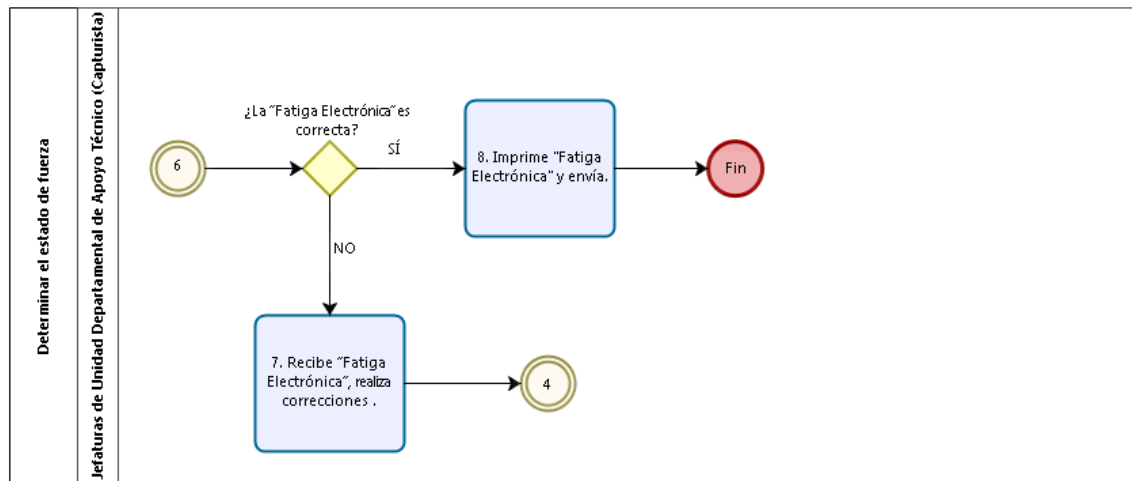 Determinar el estado de fuerza
Jefaturas de Unidad Departamental de Apoyo Técnico (Capturista)
¿La “Fatiga Electrónica”es
correcta?
6
SÍ
8. Imprime “Fatiga
Electrónica” y envía.
Fin
NO
7. Recibe “Fatiga
Electrónica”, realiza
correcciones .
4